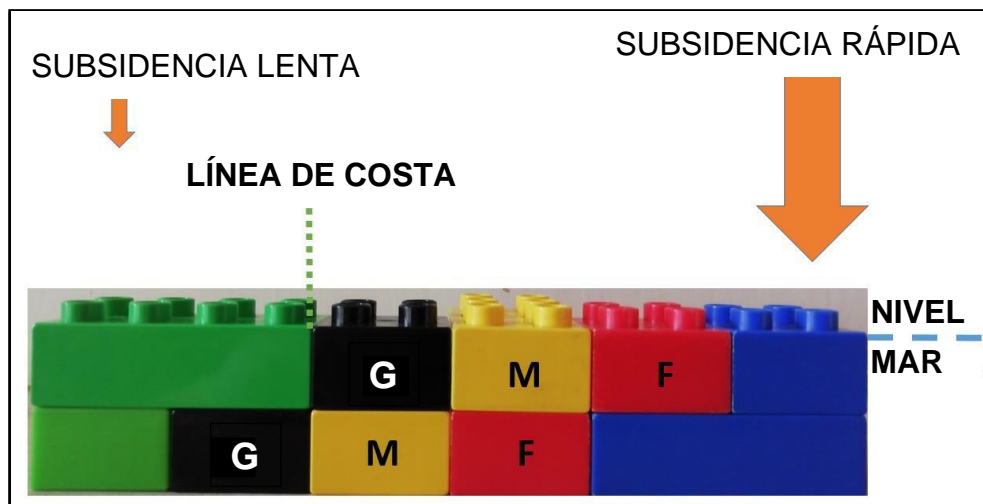 SUBSIDENCIA LENTA
SUBSIDENCIA RÁPIDA
LÍNEA DE COSTA
NIVEL
MAR
G M F
G M F